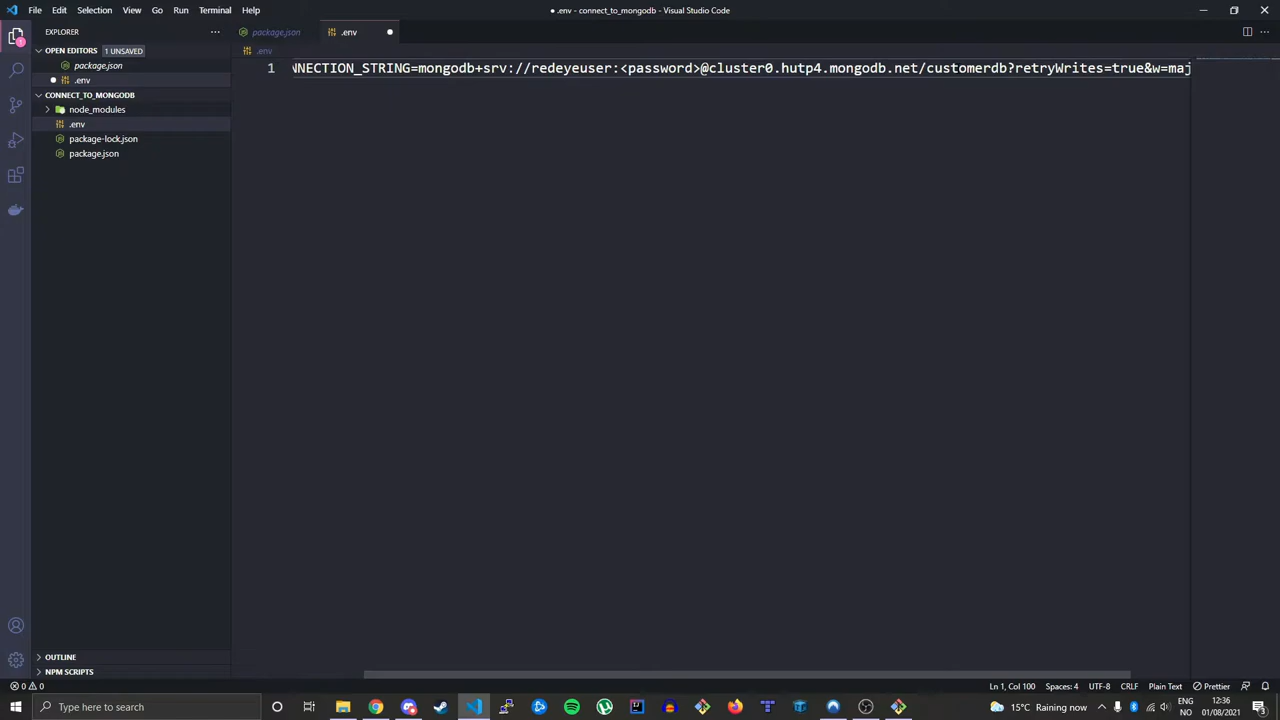 File Edit Selection View Go Run Terminal Help
● .env - connect_to_mongodb - Visual Studio Code
EXPLORER
package.json
.env
OPEN EDITORS 1 UNSAVED
package.json
.env
CONNECT_TO_MONGODB
node_modules
.env
package-lock.json
package.json
.env
1 NNECTION_STRING=mongodb+srv://redeyeuser:<password>@cluster0.hutp4.mongodb.net/customerdb?retryWrites=true&w=maj
OUTLINE
NPM SCRIPTS
0 0
Ln 1, Col 100 Spaces: 4 UTF-8 CRLF Plain Text Prettier
Type here to search
15°C Raining now
ENG
NO
12:36
01/08/2021